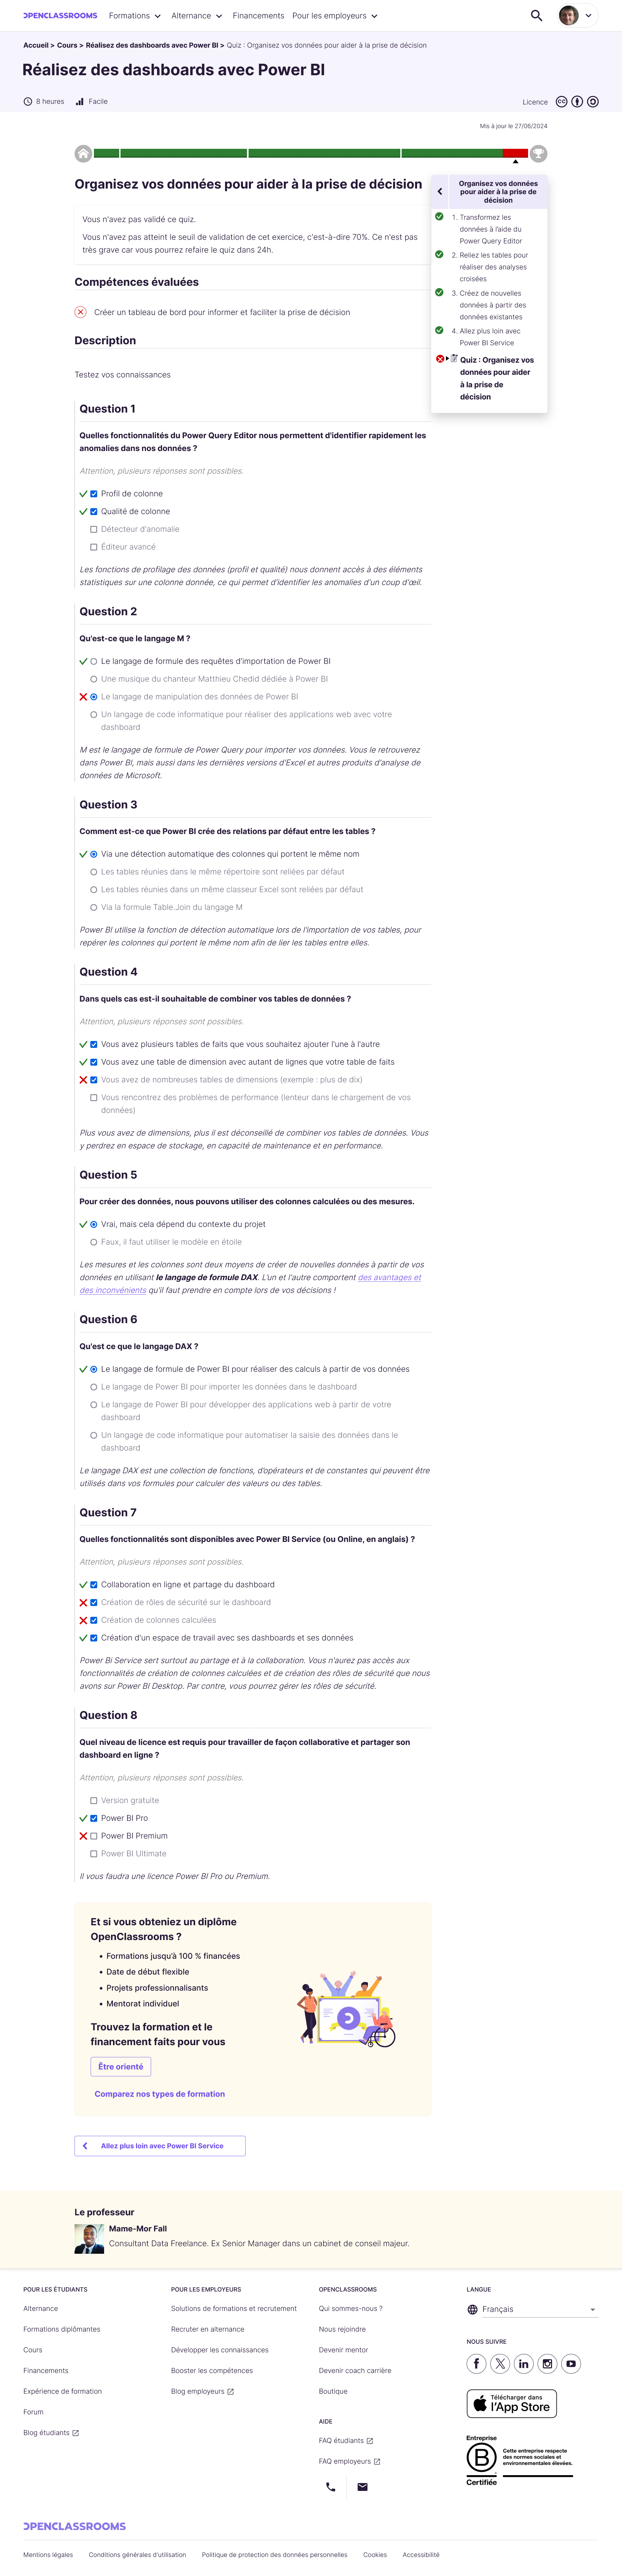 OPENCLASSROOMS Formations Alternance Financements Pour les employeurs
Accueil > Cours > Réalisez des dashboards avec Power BI > Quiz : Organisez vos données pour aider à la prise de décision
Réalisez des dashboards avec Power BI
8 heures Facile
Licence
Mis à jour le 27/06/2024
Organisez vos données pour aider à la prise de décision
Vous n'avez pas validé ce quiz.
Vous n'avez pas atteint le seuil de validation de cet exercice, c'est-à-dire 70%. Ce n'est pas
très grave car vous pourrez refaire le quiz dans 24h.
Compétences évaluées
Créer un tableau de bord pour informer et faciliter la prise de décision
Description
Testez vos connaissances
Organisez vos données
pour aider à la prise de
décision
1. Transformez les
données à l'aide du
Power Query Editor
2. Reliez les tables pour
réaliser des analyses
croisées
3. Créez de nouvelles
données à partir des
données existantes
4. Allez plus loin avec
Power BI Service
Quiz : Organisez vos
données pour aider
à la prise de
décision
Question 1
Quelles fonctionnalités du Power Query Editor nous permettent d'identifier rapidement les
anomalies dans nos données ?
Attention, plusieurs réponses sont possibles.
Profil de colonne
Qualité de colonne
Détecteur d'anomalie
Éditeur avancé
Les fonctions de profilage des données (profil et qualité) nous donnent accès à des éléments
statistiques sur une colonne donnée, ce qui permet d'identifier les anomalies d'un coup d'œil.
Question 2
Qu'est-ce que le langage M ?
Le langage de formule des requêtes d'importation de Power BI
Une musique du chanteur Matthieu Chedid dédiée à Power BI
Le langage de manipulation des données de Power BI
Un langage de code informatique pour réaliser des applications web avec votre
dashboard
M est le langage de formule de Power Query pour importer vos données. Vous le retrouverez
dans Power BI, mais aussi dans les dernières versions d'Excel et autres produits d'analyse de
données de Microsoft.
Question 3
Comment est-ce que Power BI crée des relations par défaut entre les tables ?
Via une détection automatique des colonnes qui portent le même nom
Les tables réunies dans le même répertoire sont reliées par défaut
Les tables réunies dans un même classeur Excel sont reliées par défaut
Via la formule Table.Join du langage M
Power BI utilise la fonction de détection automatique lors de l'importation de vos tables, pour
repérer les colonnes qui portent le même nom afin de lier les tables entre elles.
Question 4
Dans quels cas est-il souhaitable de combiner vos tables de données ?
Attention, plusieurs réponses sont possibles.
Vous avez plusieurs tables de faits que vous souhaitez ajouter l'une à l'autre
Vous avez une table de dimension avec autant de lignes que votre table de faits
Vous avez de nombreuses tables de dimensions (exemple : plus de dix)
Vous rencontrez des problèmes de performance (lenteur dans le chargement de vos
données)
Plus vous avez de dimensions, plus il est déconseillé de combiner vos tables de données. Vous
y perdrez en espace de stockage, en capacité de maintenance et en performance.
Question 5
Pour créer des données, nous pouvons utiliser des colonnes calculées ou des mesures.
Vrai, mais cela dépend du contexte du projet
Faux, il faut utiliser le modèle en étoile
Les mesures et les colonnes sont deux moyens de créer de nouvelles données à partir de vos
données en utilisant le langage de formule DAX. L'un et l'autre comportent des avantages et
des inconvénients qu'il faut prendre en compte lors de vos décisions !
Question 6
Qu'est ce que le langage DAX ?
Le langage de formule de Power BI pour réaliser des calculs à partir de vos données
Le langage de Power BI pour importer les données dans le dashboard
Le langage de Power BI pour développer des applications web à partir de votre
dashboard
Un langage de code informatique pour automatiser la saisie des données dans le
dashboard
Le langage DAX est une collection de fonctions, d'opérateurs et de constantes qui peuvent être
utilisés dans vos formules pour calculer des valeurs ou des tables.
Question 7
Quelles fonctionnalités sont disponibles avec Power BI Service (ou Online, en anglais) ?
Attention, plusieurs réponses sont possibles.
Collaboration en ligne et partage du dashboard
Création de rôles de sécurité sur le dashboard
Création de colonnes calculées
Création d'un espace de travail avec ses dashboards et ses données
Power Bi Service sert surtout au partage et à la collaboration. Vous n'aurez pas accès aux
fonctionnalités de création de colonnes calculées et de création des rôles de sécurité que nous
avons sur Power BI Desktop. Par contre, vous pourrez gérer les rôles de sécurité.
Question 8
Quel niveau de licence est requis pour travailler de façon collaborative et partager son
dashboard en ligne ?
Attention, plusieurs réponses sont possibles.
Version gratuite
Power BI Pro
Power BI Premium
Power BI Ultimate
Il vous faudra une licence Power BI Pro ou Premium.
Et si vous obteniez un diplôme
OpenClassrooms ?
• Formations jusqu'à 100 % financées
• Date de début flexible
• Projets professionnalisants
• Mentorat individuel
Trouvez la formation et le
financement faits pour vous
Être orienté
Comparez nos types de formation
Allez plus loin avec Power BI Service
Le professeur
Mame-Mor Fall
Consultant Data Freelance. Ex Senior Manager dans un cabinet de conseil majeur.
POUR LES ÉTUDIANTS
Alternance
Formations diplômantes
Cours
Financements
Expérience de formation
Forum
Blog étudiants
POUR LES EMPLOYEURS
Solutions de formations et recrutement
Recruter en alternance
Développer les connaissances
Booster les compétences
Blog employeurs
OPENCLASSROOMS
Qui sommes-nous ?
Nous rejoindre
Devenir mentor
Devenir coach carrière
Boutique
AIDE
FAQ étudiants
FAQ employeurs
LANGUE
Français
NOUS SUIVRE
Télécharger dans
l'App Store
Entreprise
B
Certifiée
Cette entreprise respecte
des normes sociales et
environnementales élevées.
OPENCLASSROOMS
Mentions légales Conditions générales d'utilisation Politique de protection des données personnelles Cookies Accessibilité